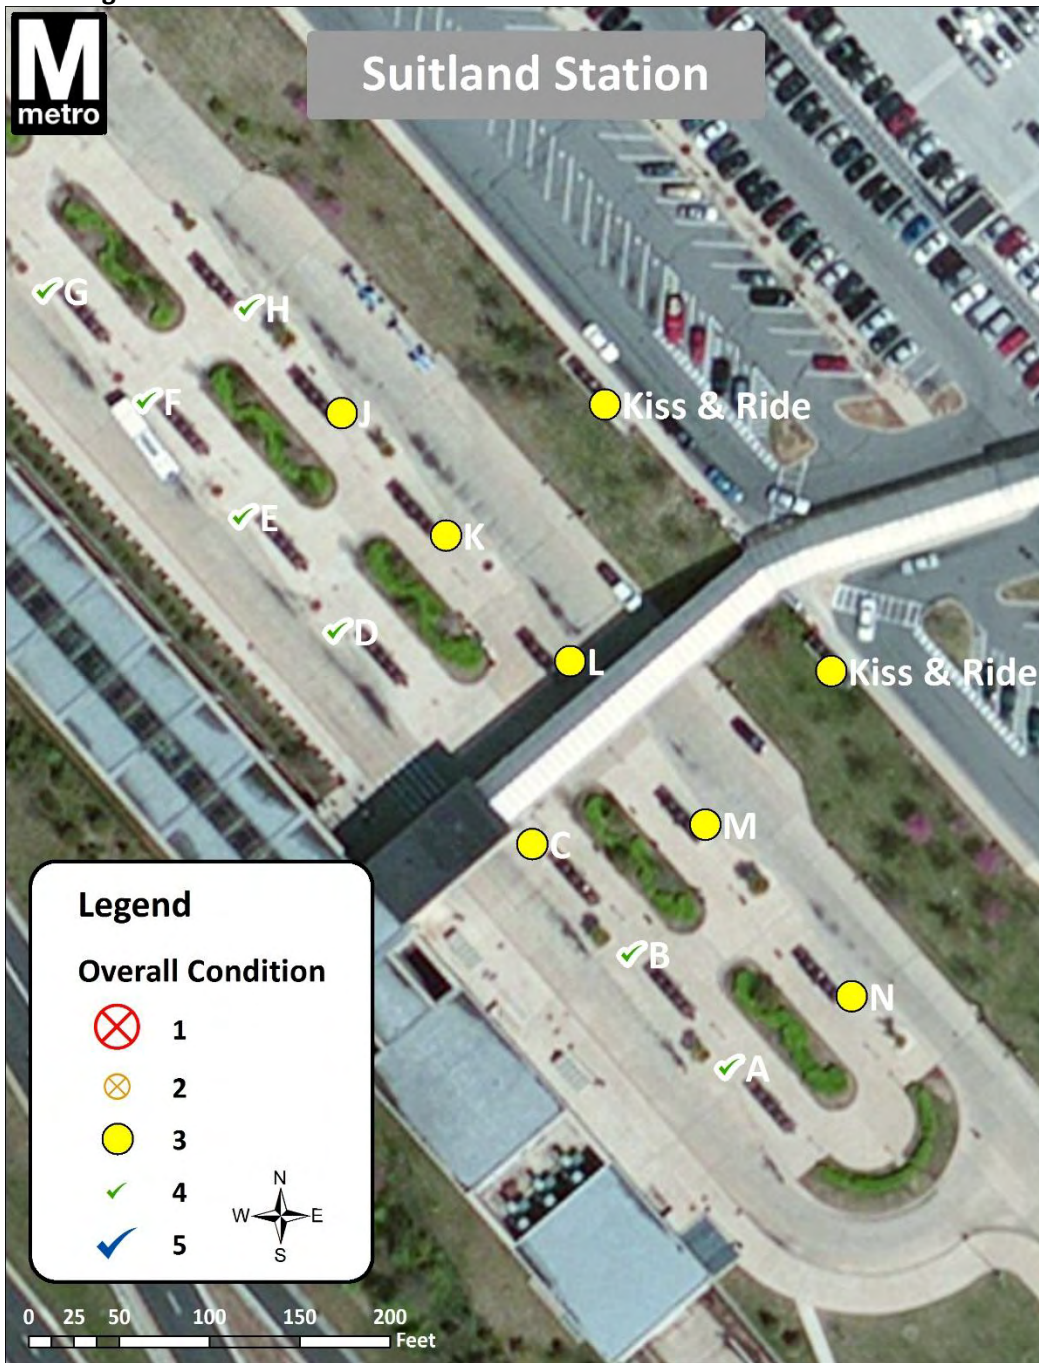 M
metro
Suitland Station
G
H
F
J
Kiss & Ride
E
K
D
L
Kiss & Ride
M
C
B
N
A
Legend
Overall Condition
1
2
3
4
5
N
W E
S
0 25 50 100 150 200
Feet